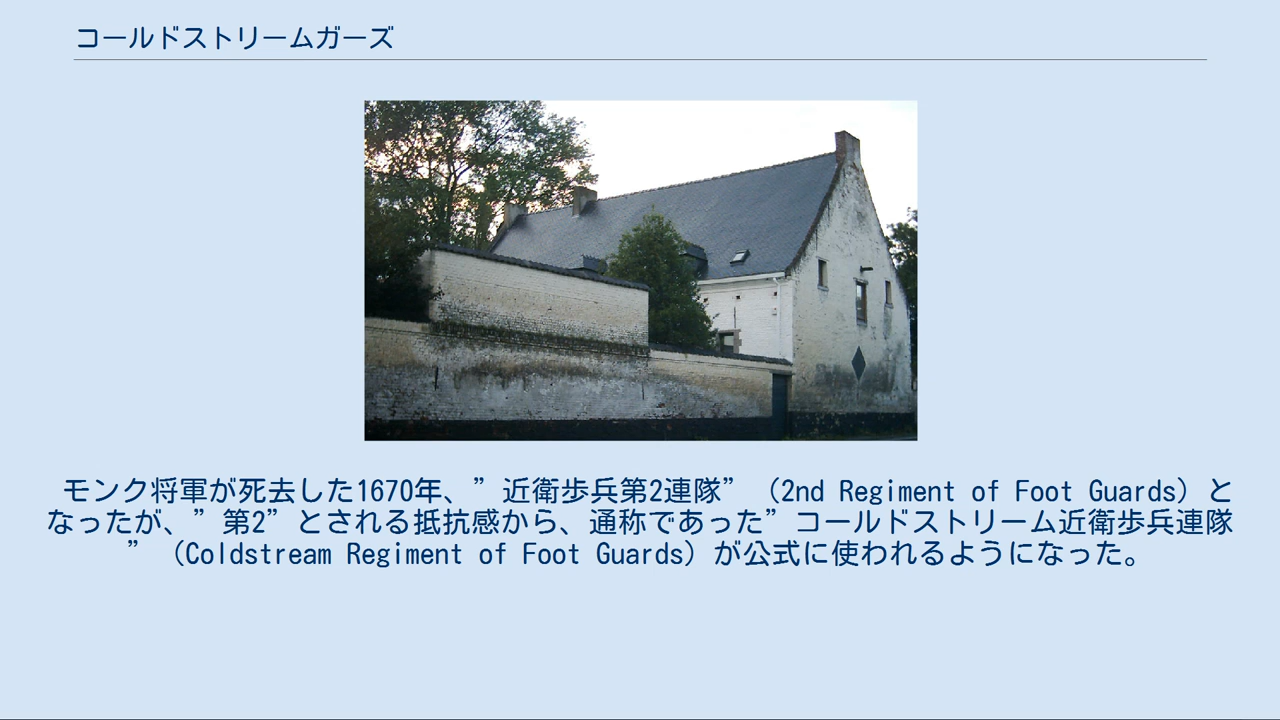 コールドストリームガーズ
モンク将軍が死去した1670年、”近衛歩兵第2連隊”（2nd Regiment of Foot Guards）と
なったが、”第2”とされる抵抗感から、通称であった”コールドストリーム近衛歩兵連隊
”（Coldstream Regiment of Foot Guards）が公式に使われるようになった。